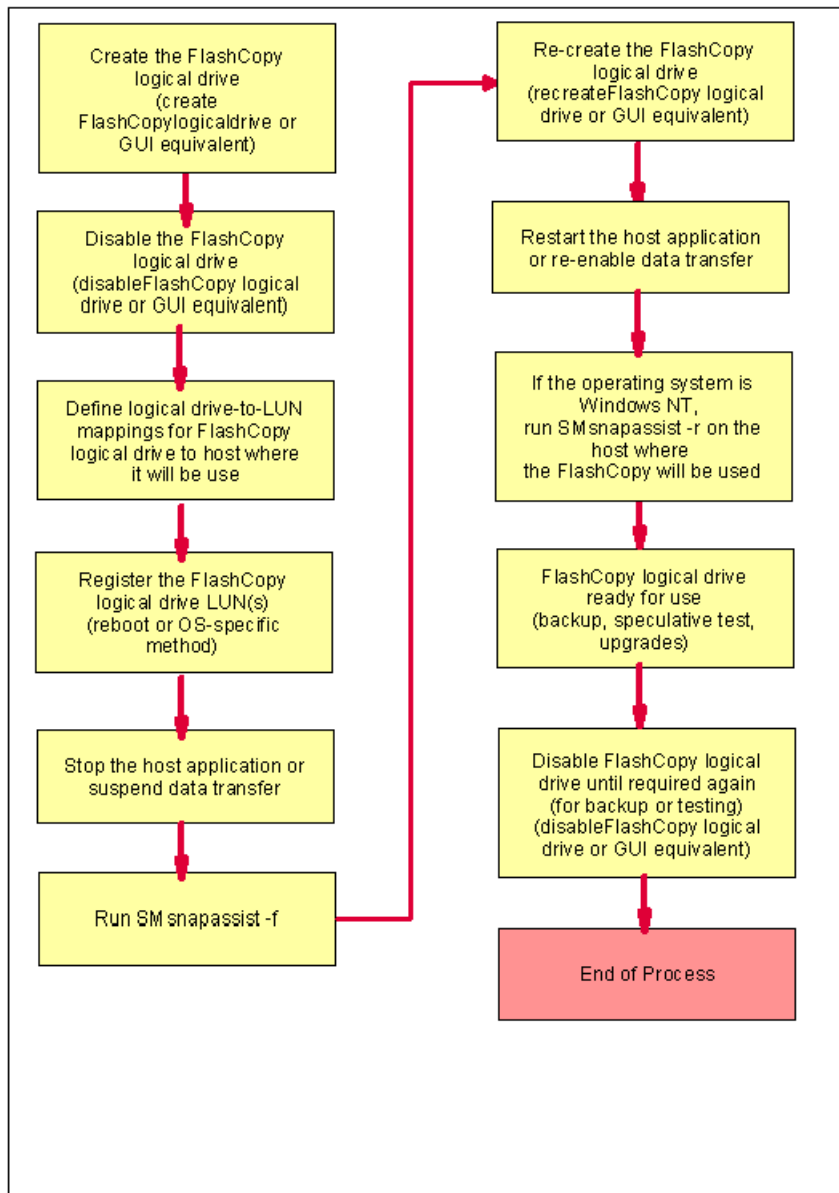 Create the FlashCopy
logical drive
(create
FlashCopylogicaldrive or
GUI equivalent)
Disable the FlashCopy
logical drive
(disableFlashCopy logical
drive or GUI equivalent)
Define logical drive-to-LUN
mappings for FlashCopy
logical drive to host where
it will be use
Register the FlashCopy
logical drive LUN(s)
(reboot or OS-specific
method)
Stop the host application or
suspend data transfer
Run SMsnapassist -f
Re-create the FlashCopy
logical drive
(recreateFlashCopy logical
drive or GUI equivalent)
Restart the host application
or re-enable data transfer
If the operating system is
Windows NT,
run SMsnapassist -r on the
host where
the FlashCopy will be used
FlashCopy logical drive
ready for use
(backup, speculative test,
upgrades)
Disable FlashCopy logical
drive until required again
(for backup or testing)
(disableFlashCopy logical
drive or GUI equivalent)
End of Process